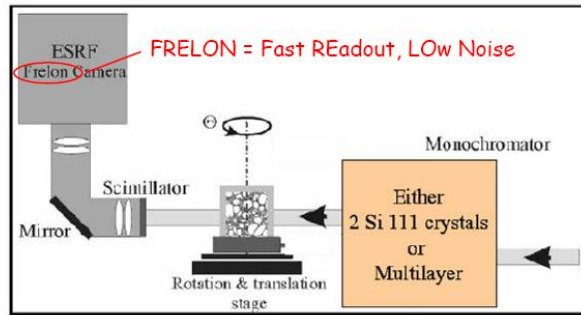 ESRF
Frelon Camera
FRELON = Fast REadout, LOw Noise
Θ
Monochromator
Scintillator
Either
2 Si 111 crystals
or
Multilayer
Mirror
Rotation & translation
stage